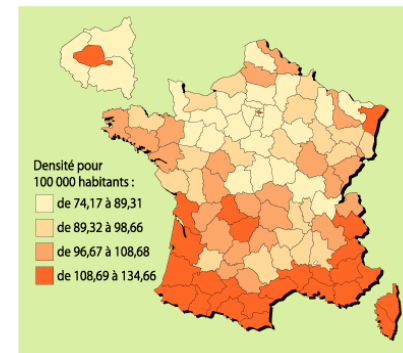 Densité pour
100 000 habitants :
de 74,17 à 89,31
de 89,32 à 98,66
de 96,67 à 108,68
de 108,69 à 134,66